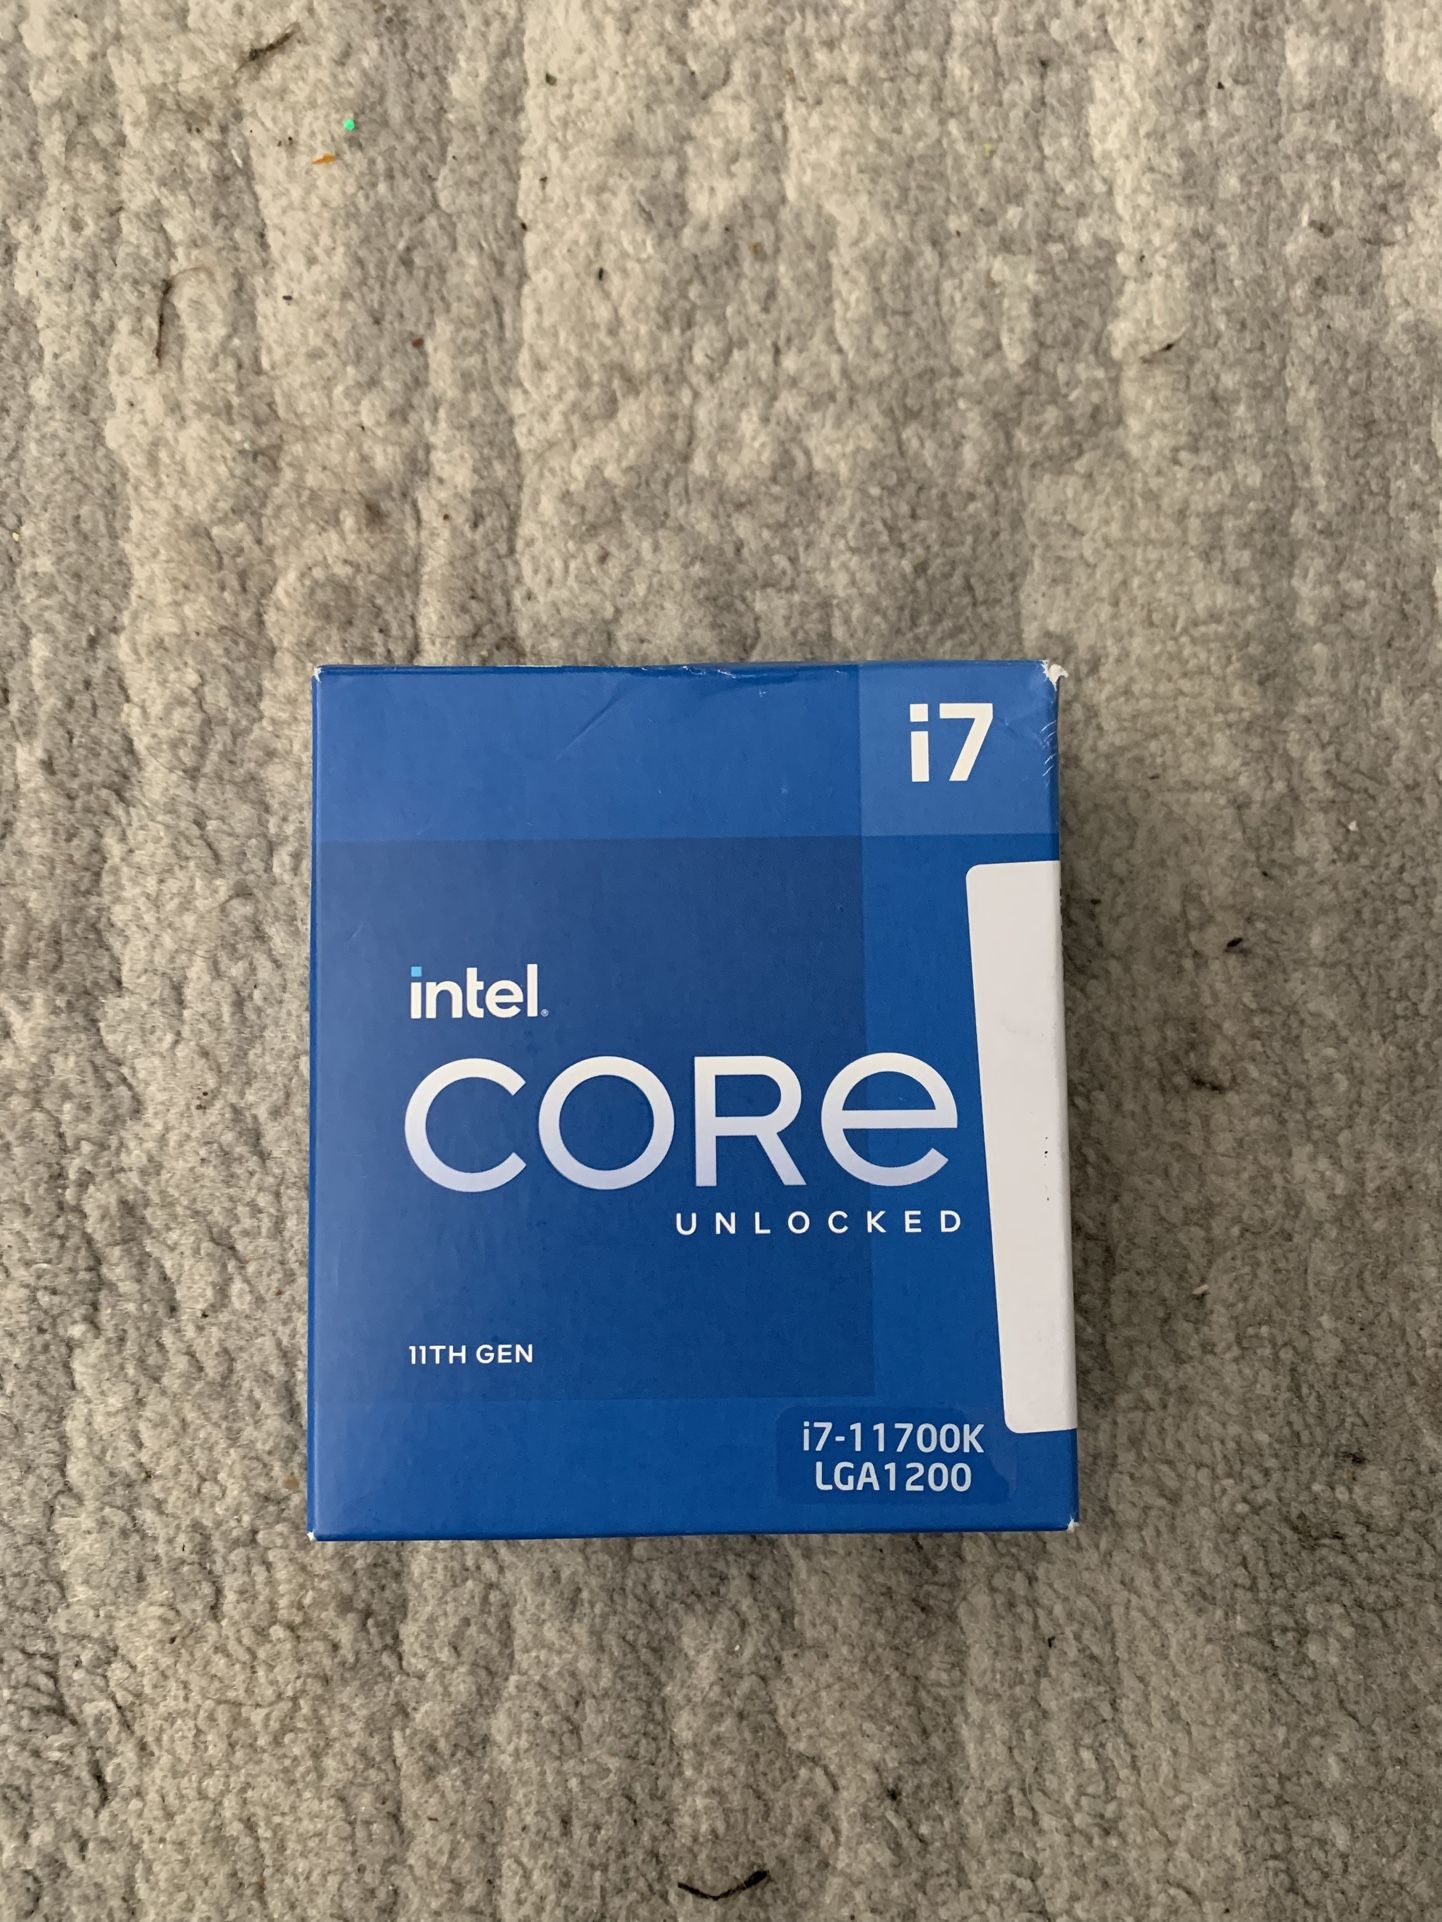 i7
intel®
CORE
UNLOCKED
11TH GEN
i7-11700K
LGA1200